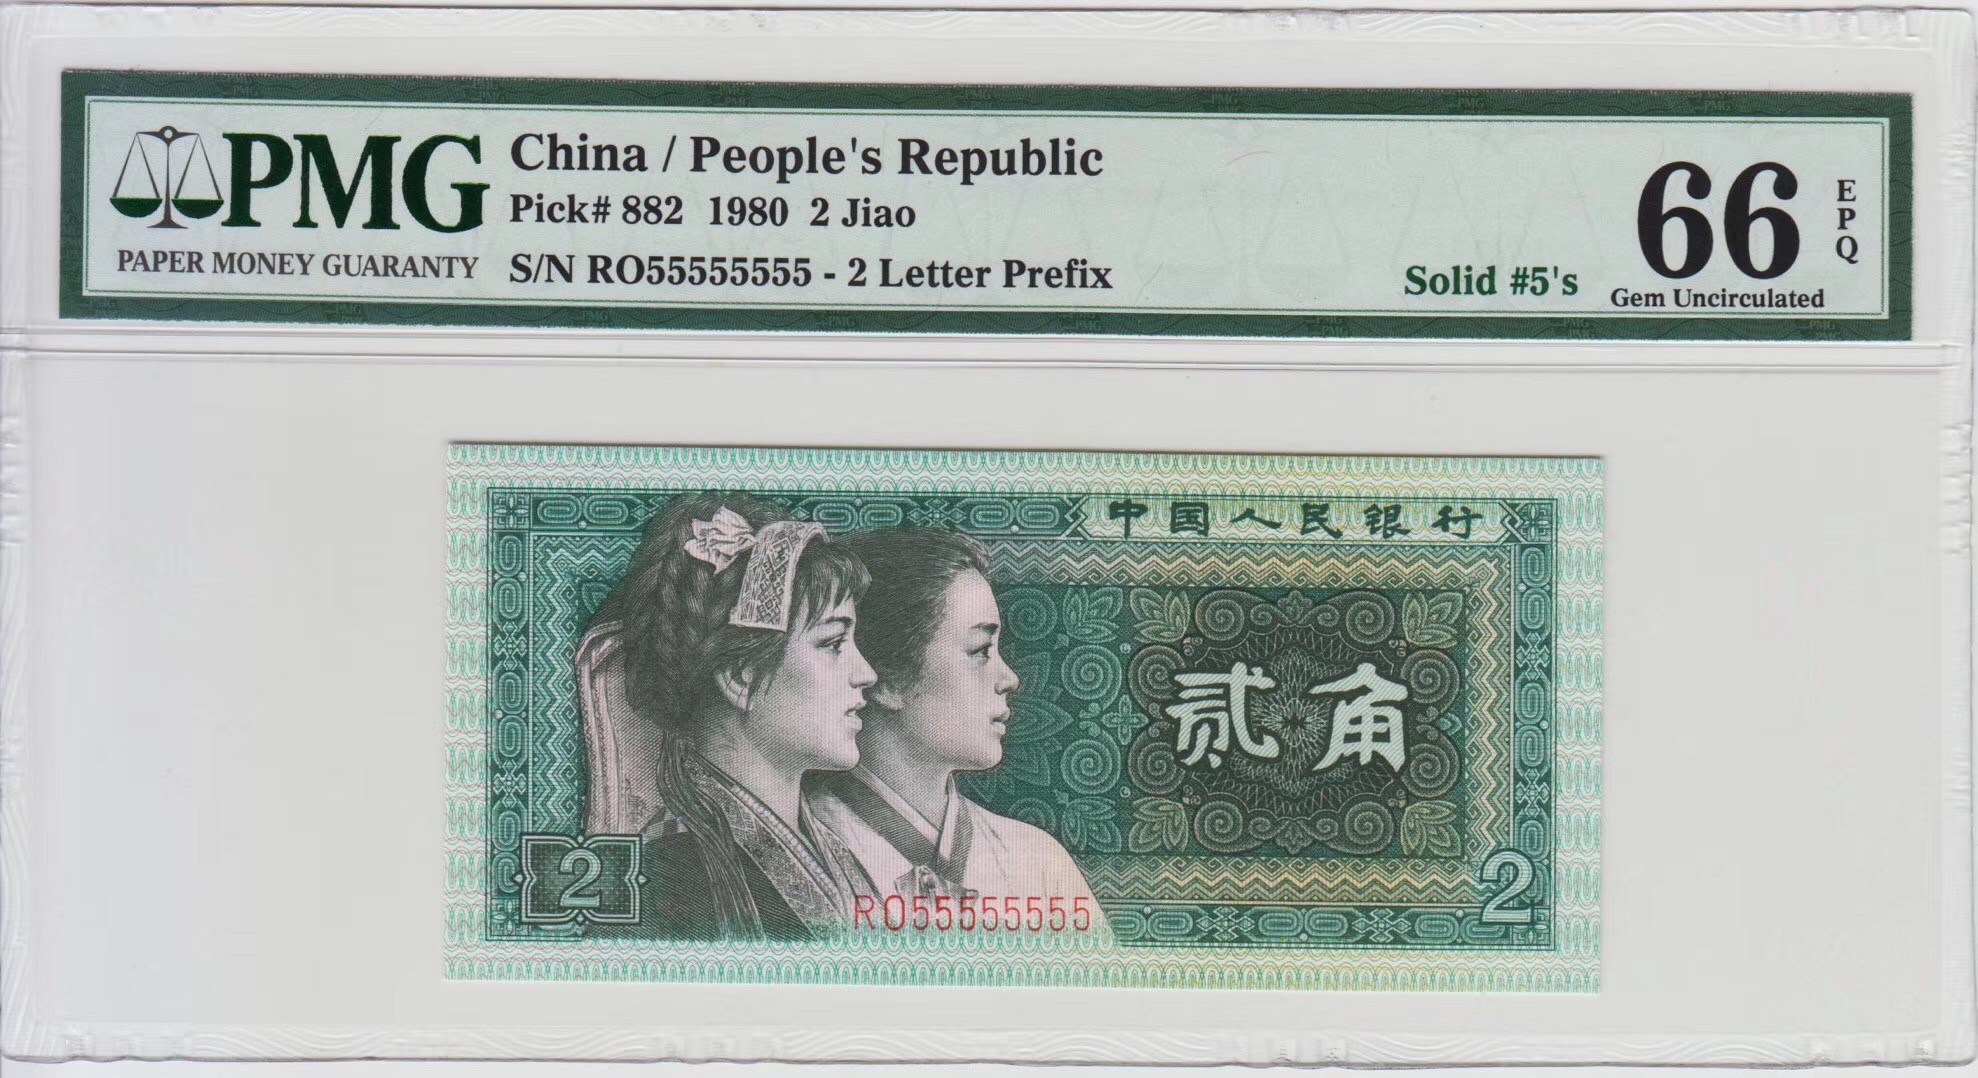 PMG
PAPER MONEY GUARANTY
China / People's Republic
Pick# 882 1980 2 Jiao
S/N RO55555555 - 2 Letter Prefix
Solid #5's
66
EPQ
Gem Uncirculated
中国人民银行
贰角
2
RO55555555
2